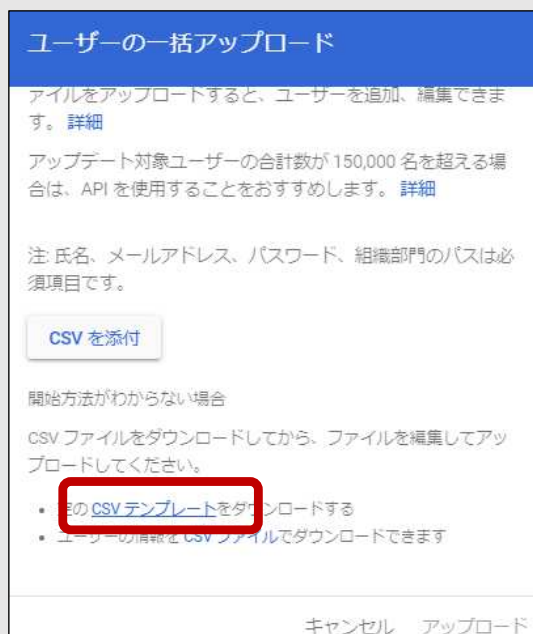 ユーザーの一括アップロード
ァイルをアップロードすると、ユーザーを追加、編集できま
す。 詳細
アップデート対象ユーザーの合計数が 150,000 名を超える場
合は、API を使用することをおすすめします。 詳細
注: 氏名、メールアドレス、パスワード、組織部門のパスは必
須項目です。
CSV を添付
開始方法がわからない場合
CSV ファイルをダウンロードしてから、ファイルを編集してアッ
プロードしてください。
の CSV テンプレートをダウンロードする
ユーザーの情報を CSV ファイルでダウンロードできます
キャンセル アップロード